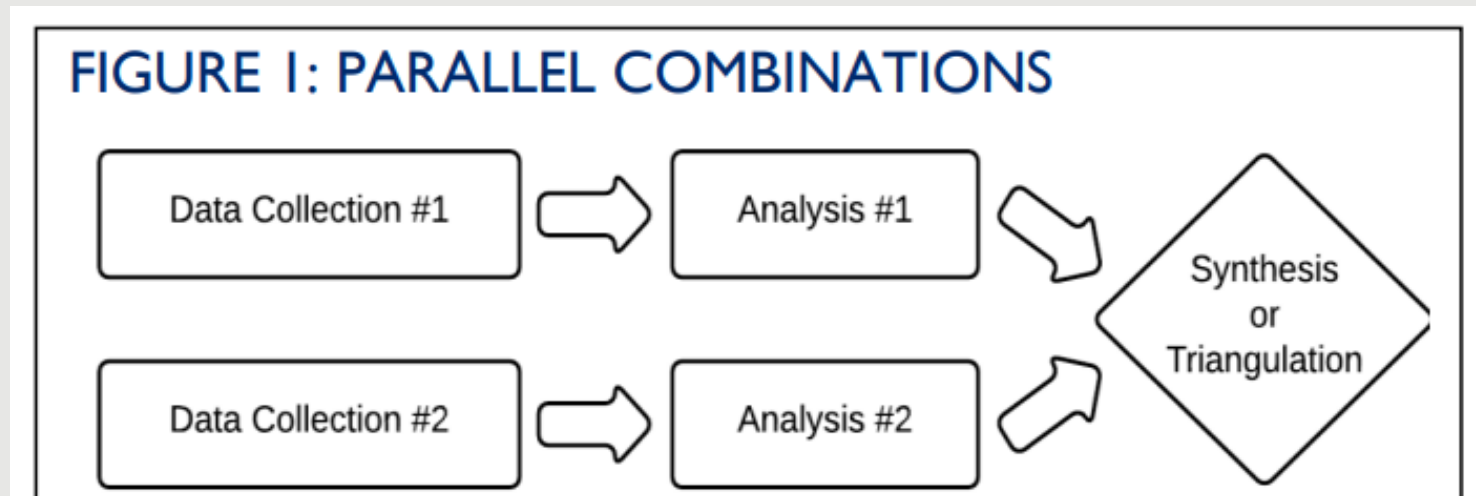 FIGURE 1: PARALLEL COMBINATIONS
Data Collection #1
Analysis #1
Synthesis
or
Triangulation
Data Collection #2
Analysis #2